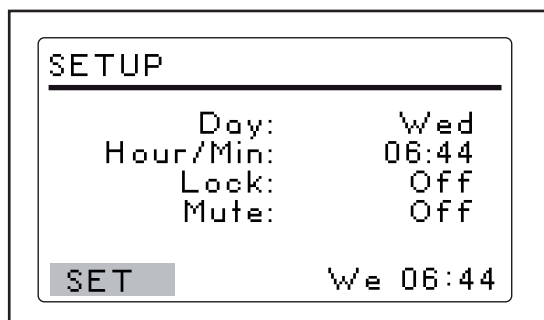 SETUP
Day: Wed
Hour/Min: 06:44
Lock: Off
Mute: Off
SET We 06:44